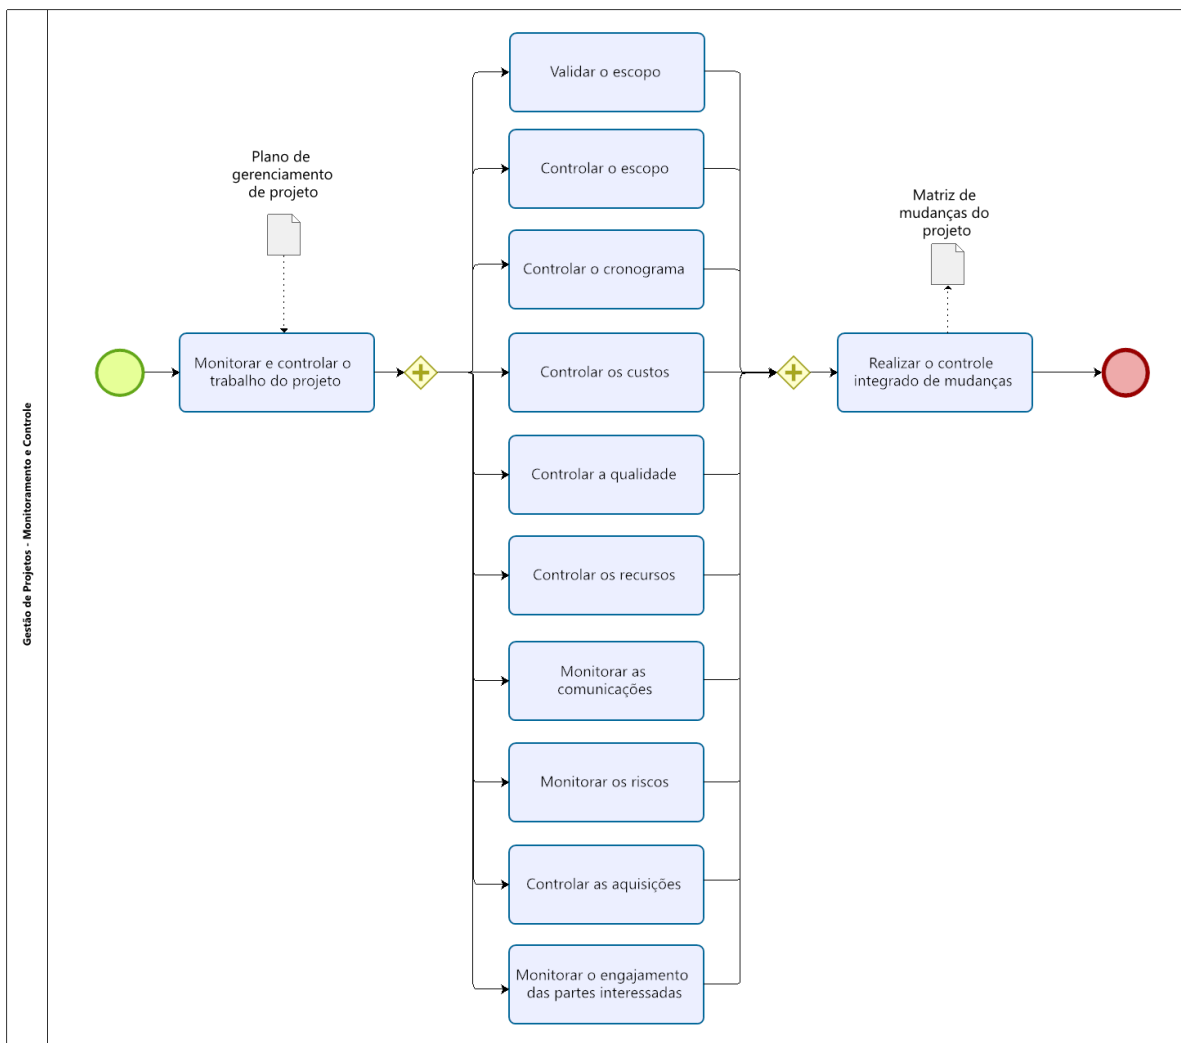 Gestão de Projetos - Monitoramento e Controle
Plano de
gerenciamento
de projeto
Monitorar e controlar o
trabalho do projeto
Validar o escopo
Controlar o escopo
Controlar o cronograma
Controlar os custos
Controlar a qualidade
Controlar os recursos
Monitorar as
comunicações
Monitorar os riscos
Controlar as aquisições
Monitorar o engajamento
das partes interessadas
Matriz de
mudanças do
projeto
Realizar o controle
integrado de mudanças